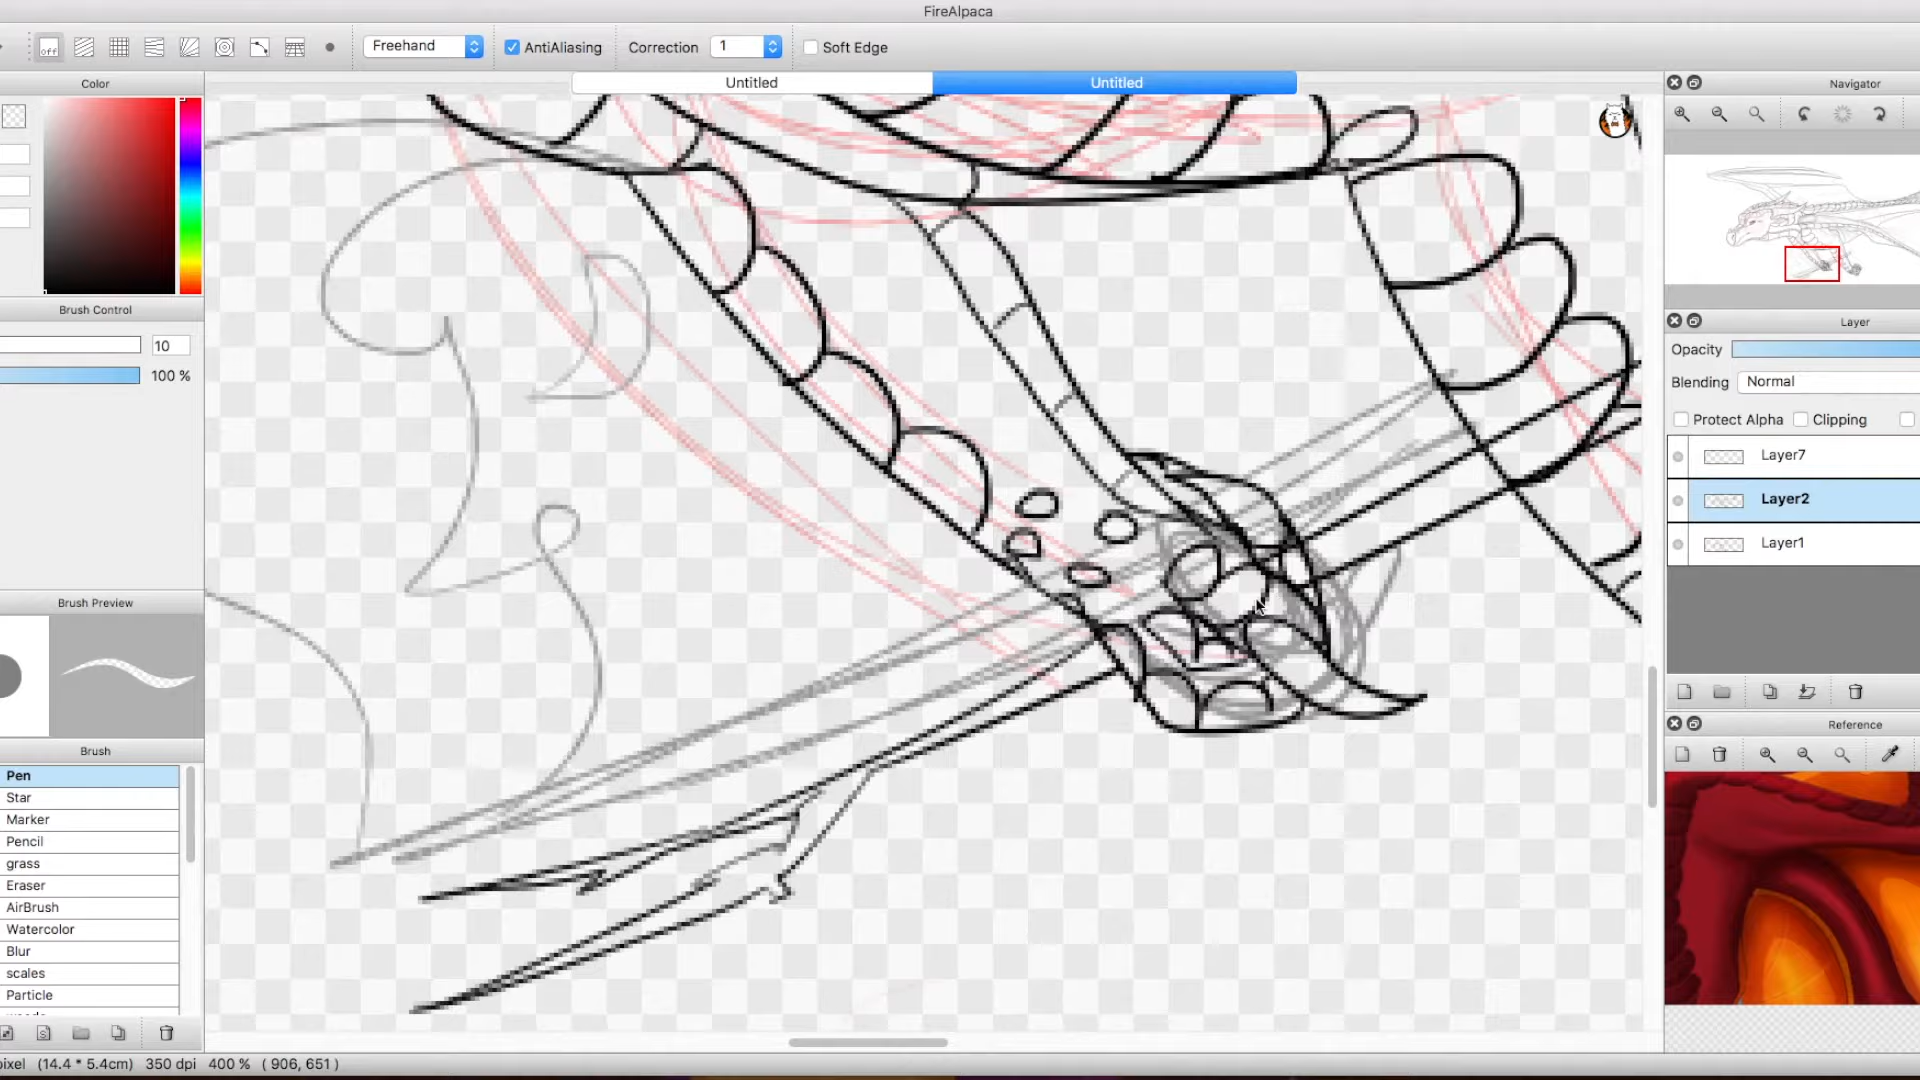 FireAlpaca
off Freehand AntiAliasing Correction 1 Soft Edge
Color
Untitled
Untitled
Navigator
Brush Control
10
100 %
Layer
Opacity
Blending Normal
Protect Alpha Clipping
Layer7
Layer2
Layer1
Brush Preview
Reference
Brush
Pen
Star
Marker
Pencil
grass
Eraser
AirBrush
Watercolor
Blur
scales
Particle
pixel (14.4 * 5.4cm) 350 dpi 400 % ( 906, 651 )